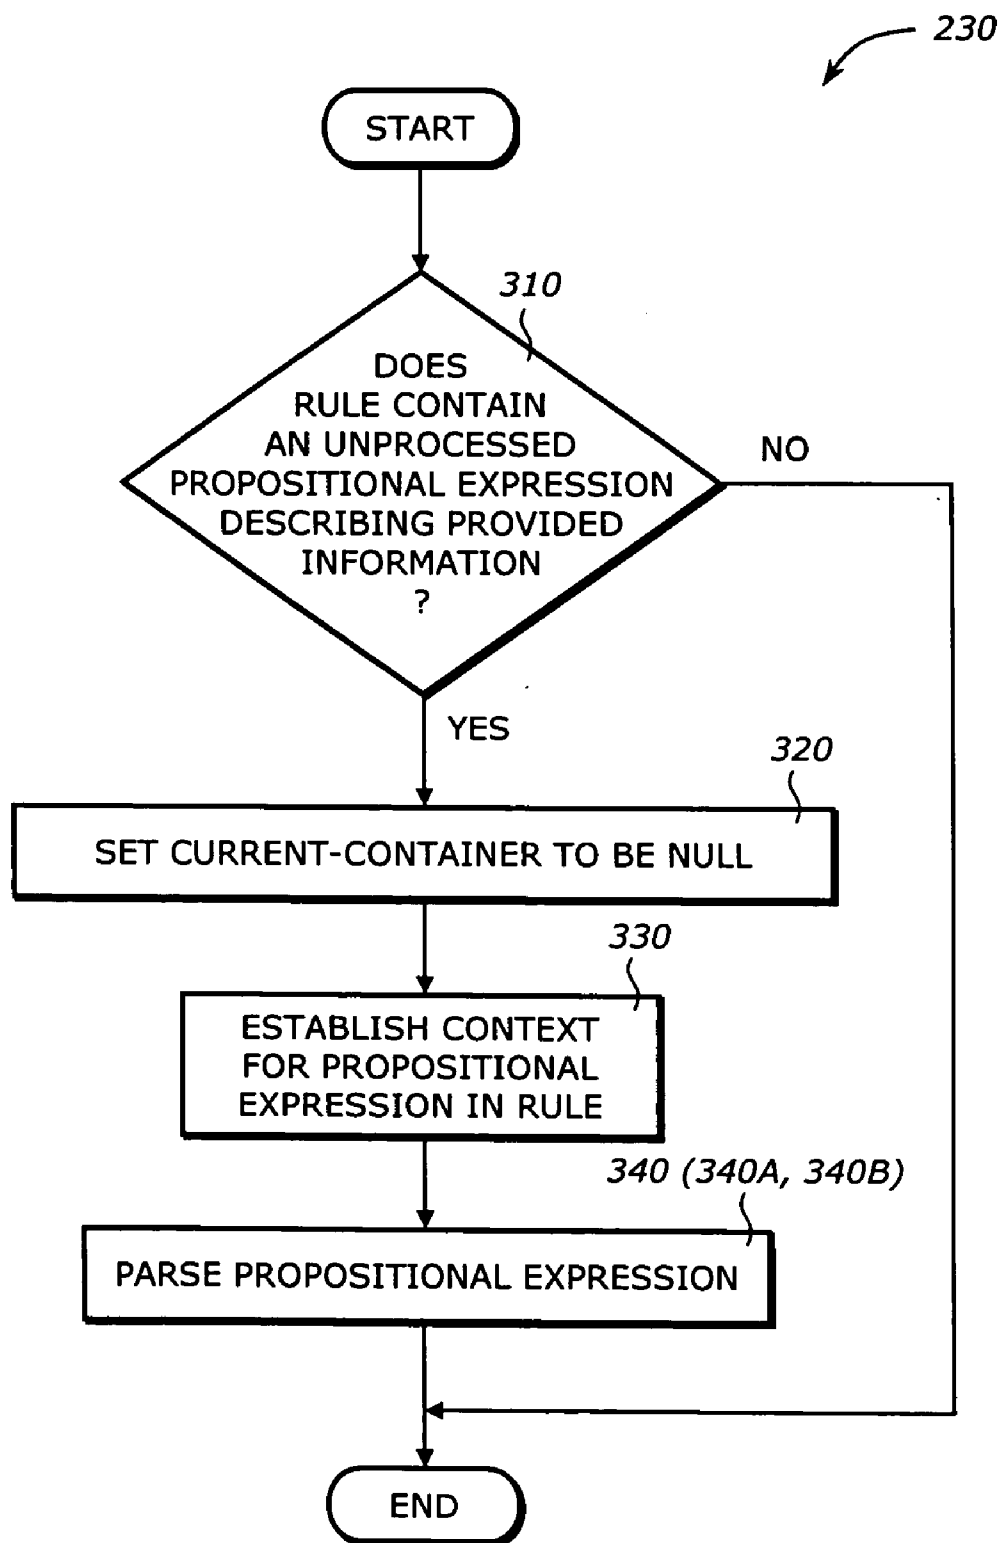 230
START
310
DOES
RULE CONTAIN
AN UNPROCESSED
PROPOSITIONAL EXPRESSION
DESCRIBING PROVIDED
INFORMATION
?
NO
YES
320
SET CURRENT-CONTAINER TO BE NULL
330
ESTABLISH CONTEXT
FOR PROPOSITIONAL
EXPRESSION IN RULE
340 (340A, 340B)
PARSE PROPOSITIONAL EXPRESSION
END